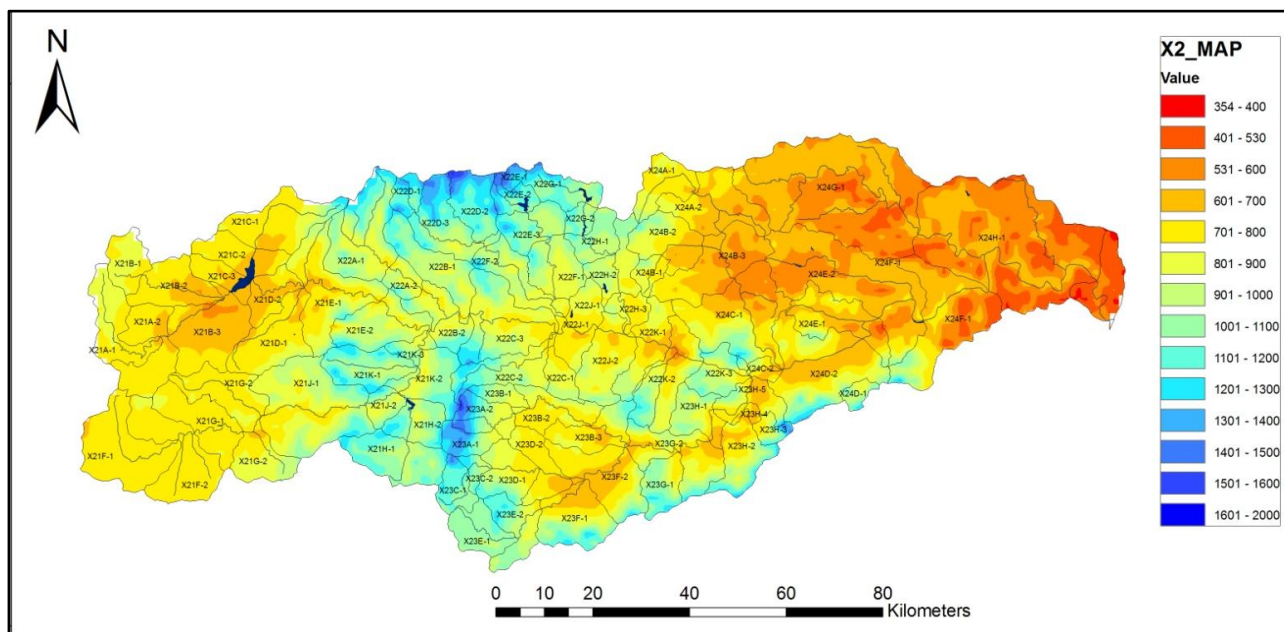 N
X2_MAP
Value
354 - 400
401 - 530
531 - 600
601 - 700
701 - 800
801 - 900
901 - 1000
1001 - 1100
1101 - 1200
1201 - 1300
1301 - 1400
1401 - 1500
1501 - 1600
1601 - 2000
X22E-1
X24A-1
X22D-1
X22E-2
X22G-1
X24G-1
X21C-1
X22D-2
X24A-2
X22D-3
X22G-2
X22E-3
X22H-1
X24B-2
X24H-1
X21C-2
X21B-1
X22A-1
X22B-1
X22F-2
X24B-3
X24F-1
X21C-3
X22F-1
X22H-2
X24B-1
X24E-2
X21B-2
X22A-2
X21D-2
X21E-1
X22J-1
X22H-3
X24C-1
X21A-2
X21B-3
X21E-2
X22B-2
X22J-1
X22K-1
X24E-1
X24F-1
X21D-1
X22C-3
X21A-1
X21K-3
X22J-2
X21K-1
X21K-2
X22C-2
X22C-1
X22K-2
X22K-3
X24C-2
X24D-2
X21G-2
X21J-1
X23B-1
X23H-5
X24D-1
X21J-2
X23A-2
X23H-1
X21G-1
X21H-2
X23B-2
X23H-4
X23B-3
X23H-3
X21H-1
X23A-1
X23D-2
X23G-2
X23H-2
X21F-1
X21G-2
X23C-2
X23D-1
X23F-2
X21F-2
X23C-1
X23G-1
X23E-2
X23F-1
X23E-1
0 10 20 40 60 80
Kilometers